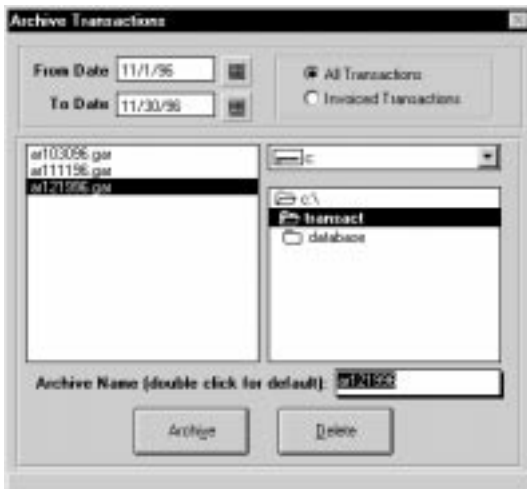 Archive Transactions
From Date 11/1/96
To Date 11/30/96
All Transactions
Invoiced Transactions
ar103096.gar
ar111196.gar
ar121996.gar
c
c:\
transact
database
Archive Name (double click for default): ar121996
Archive
Delete